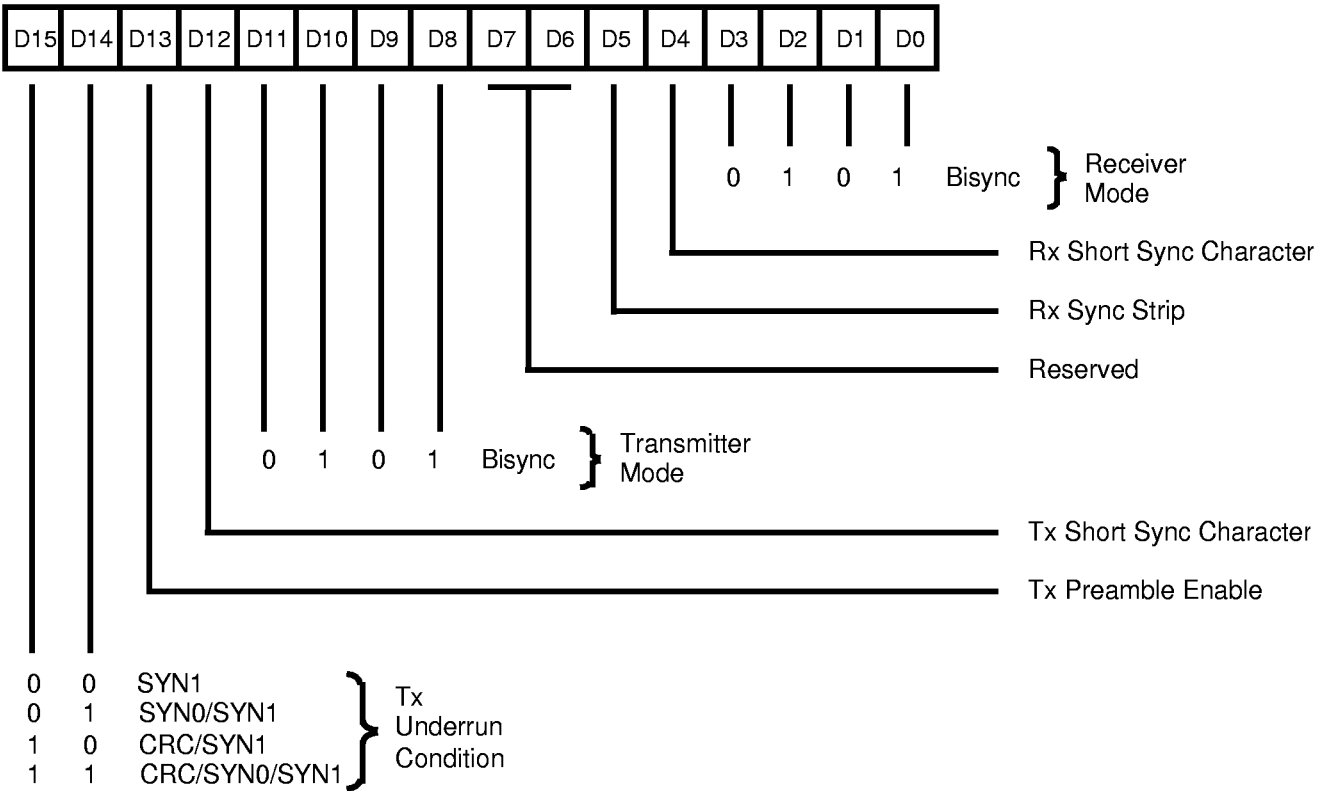 D15 D14 D13 D12 D11 D10 D9 D8 D7 D6 D5 D4 D3 D2 D1 D0
0 1 0 1 Bisync
Receiver
Mode
Rx Short Sync Character
Rx Sync Strip
Reserved
0 1 0 1 Bisync
Transmitter
Mode
Tx Short Sync Character
Tx Preamble Enable
0 0 SYN1
0 1 SYN0/SYN1
1 0 CRC/SYN1
1 1 CRC/SYN0/SYN1
Tx
Underrun
Condition